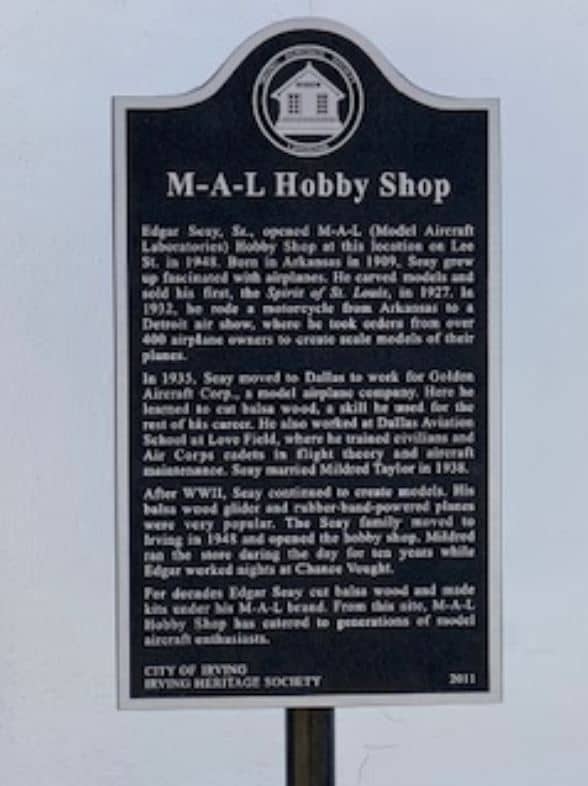 M-A-L Hobby Shop
Edgar Seay, Sr., opened M-A-L (Model Aircraft
Laboratories) Hobby Shop at this location on Lee
St. in 1948. Born in Arkansas in 1909, Seay grew
up fascinated with airplanes. He carved models and
sold his first, the Spirit of St. Louis, in 1927. In
1932, he rode a motorcycle from Arkansas to a
Detroit air show, where he took orders from over
400 airplane owners to create scale models of their
planes.
In 1935, Seay moved to Dallas to work for Golden
Aircraft Corp., a model airplane company. Here he
learned to cut balsa wood, a skill he used for the
rest of his career. He also worked at Dallas Aviation
School at Love Field, where he trained civilians and
Air Corps cadets in flight theory and aircraft
maintenance. Seay married Mildred Taylor in 1938.
After WWII, Seay continued to create models. His
balsa wood glider and rubber-band-powered planes
were very popular. The Seay family moved to
Irving in 1948 and opened the hobby shop. Mildred
ran the store during the day for ten years while
Edgar worked nights at Chance Vought.
For decades Edgar Seay cut balsa wood and made
kits under his M-A-L brand. From this site, M-A-L
Hobby Shop has catered to generations of model
aircraft enthusiasts.
CITY OF IRVING
IRVING HERITAGE SOCIETY 2011